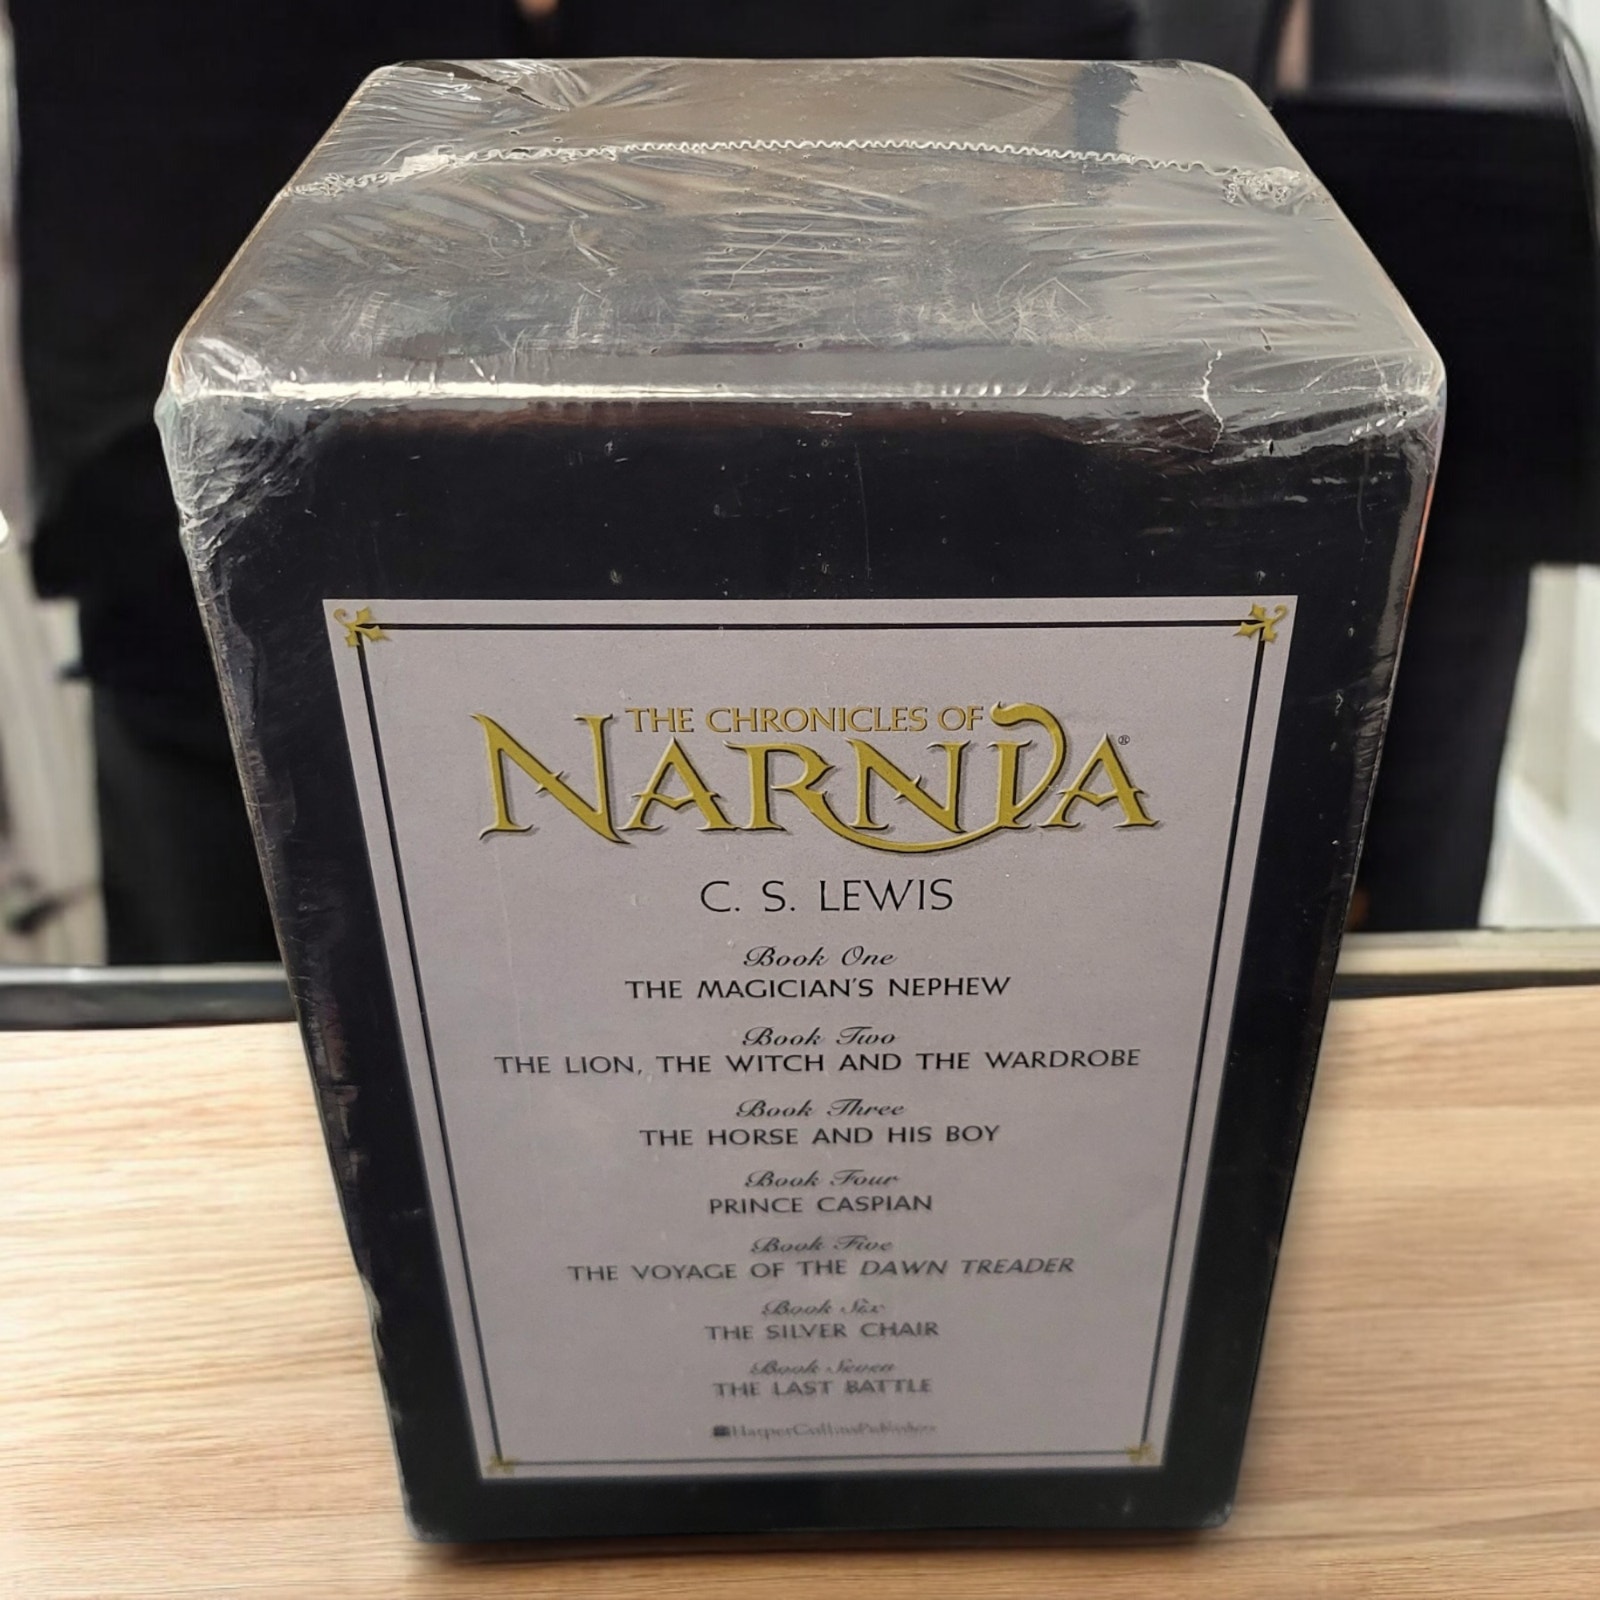 THE CHRONICLES OF
NARNIA®
C. S. LEWIS
Book One
THE MAGICIAN'S NEPHEW
Book Two
THE LION, THE WITCH AND THE WARDROBE
Book Three
THE HORSE AND HIS BOY
Book Four
PRINCE CASPIAN
Book Five
THE VOYAGE OF THE DAWN TREADER
Book Six
THE SILVER CHAIR
Book Seven
THE LAST BATTLE
HarperCollinsPublishers